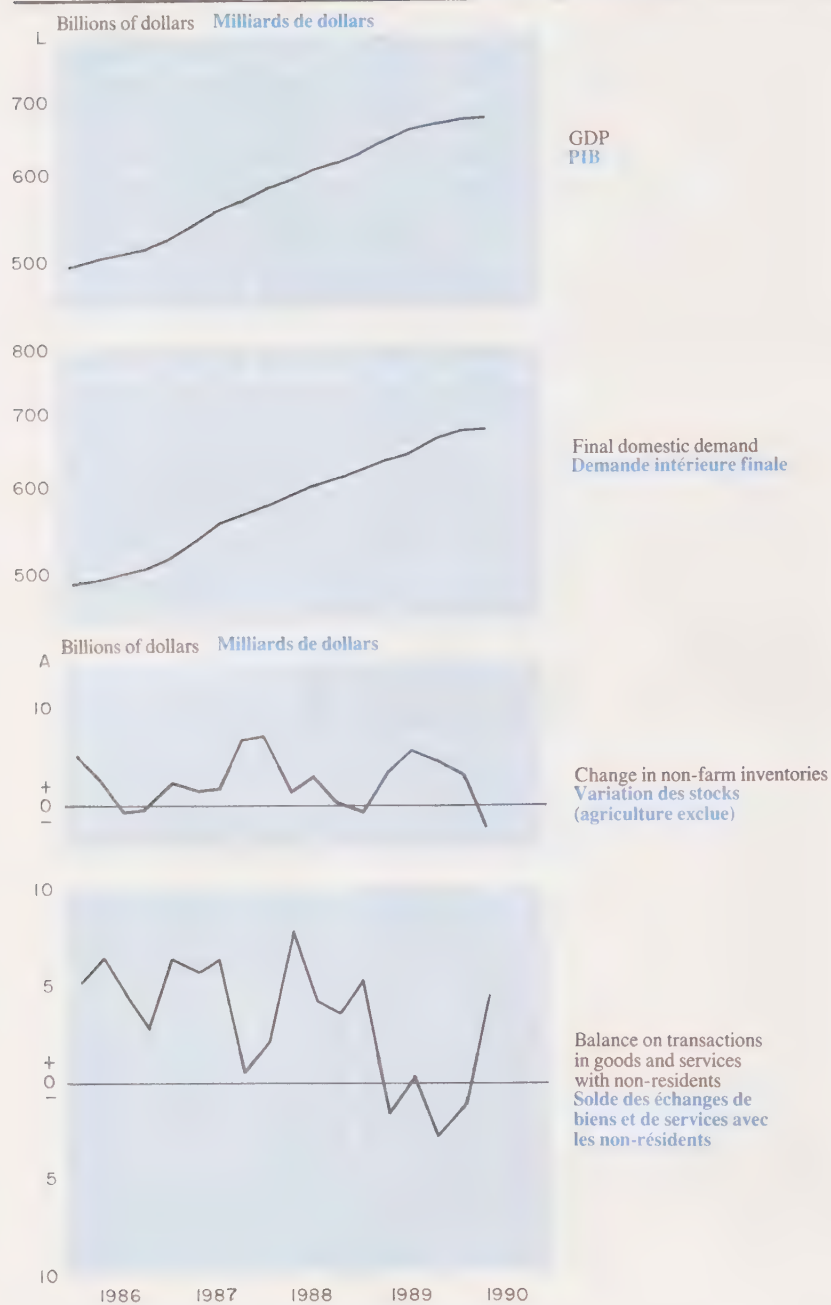 Billions of dollars Milliards de dollars
L
700
600
500
GDP
PIB
800
700
600
500
Final domestic demand
Demande intérieure finale
Billions of dollars Milliards de dollars
A
10
+
0
−
Change in non-farm inventories
Variation des stocks
(agriculture exclue)
10
5
+
0
−
5
10
Balance on transactions
in goods and services
with non-residents
Solde des échanges de
biens et de services avec
les non-résidents
1986 1987 1988 1989 1990